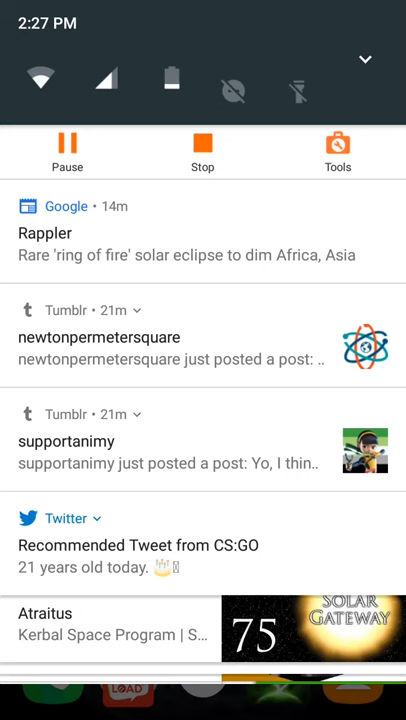 2:27 PM
Pause
Stop
Tools
Google • 14m
Rappler
Rare 'ring of fire' solar eclipse to dim Africa, Asia
Tumblr • 21m
newtonpermetersquare
newtonpermetersquare just posted a post: ..
Tumblr • 21m
supportanimy
supportanimy just posted a post: Yo, I thin..
Twitter
Recommended Tweet from CS:GO
21 years old today. 🎂
Atraitus
Kerbal Space Program | S...
SOLAR
GATEWAY
75
LOAD